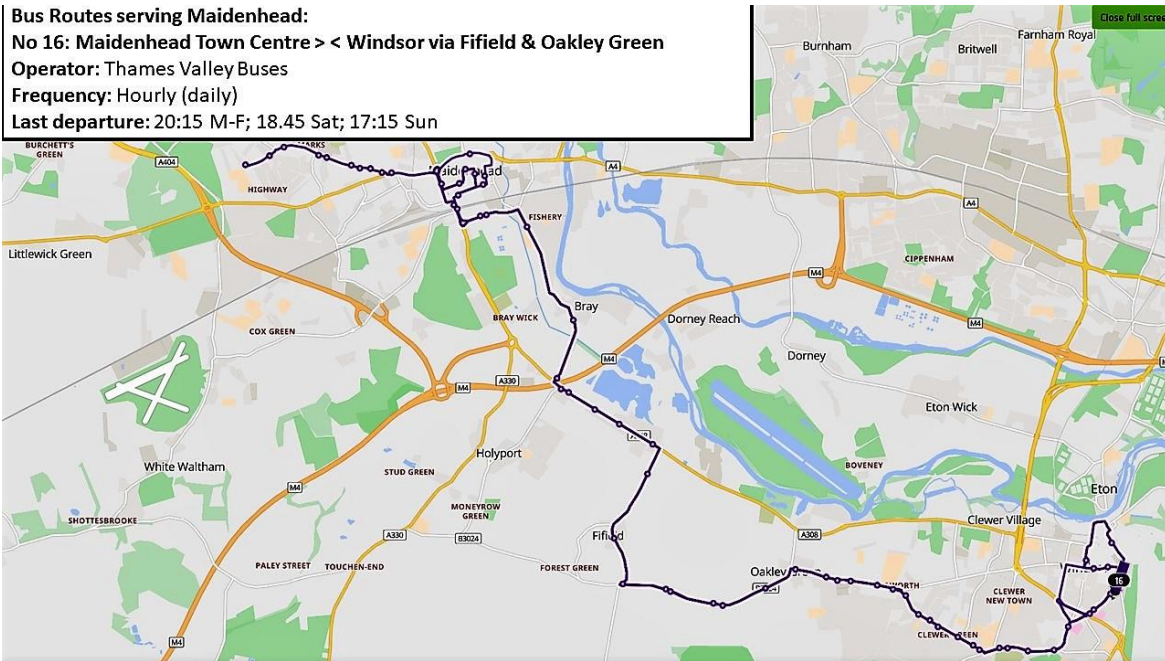 Bus Routes serving Maidenhead:
No 16: Maidenhead Town Centre > < Windsor via Fifield & Oakley Green
Operator: Thames Valley Buses
Frequency: Hourly (daily)
Last departure: 20:15 M-F; 18.45 Sat; 17:15 Sun
Close full
Burnham
Britwell
Farnham Royal
BURCHETT'S
GREEN
A404
HIGHWAY
A4
FISHERY
A4
Littlewick Green
CIPPENHAM
M4
COX GREEN
BRAY WICK
Bray
Dorney Reach
M4
M4
Dorney
M4
A330
M4
Eton Wick
White Waltham
Holyport
STUD GREEN
BOVENEY
M4
Eton
SHOTTESBROOKE
MONEYROW
GREEN
Clewer Village
A330
B3024
Fifield
A308
PALEY STREET
TOUCHEN-END
FOREST GREEN
16
CLEWER
NEW TOWN
M4